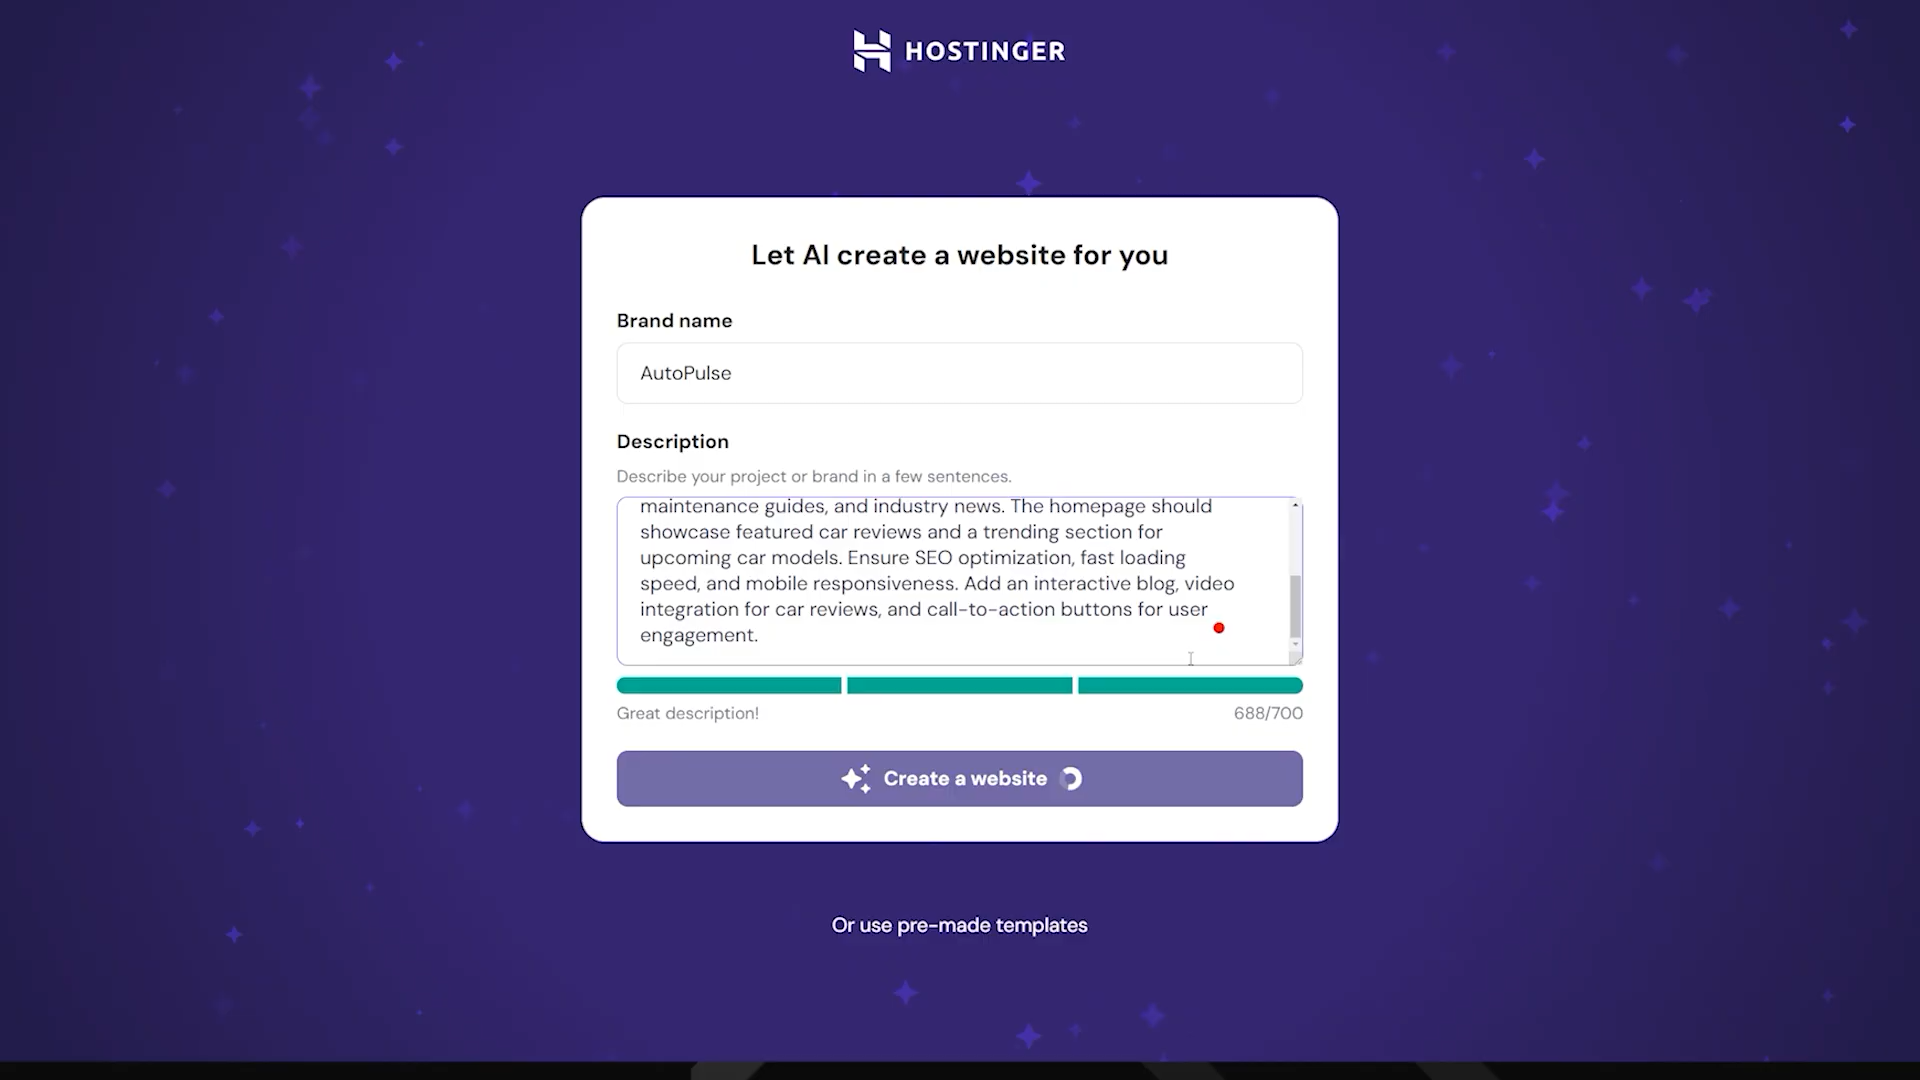 HOSTINGER
Let AI create a website for you
Brand name
AutoPulse
Description
Describe your project or brand in a few sentences.
maintenance guides, and industry news. The homepage should
showcase featured car reviews and a trending section for
upcoming car models. Ensure SEO optimization, fast loading
speed, and mobile responsiveness. Add an interactive blog, video
integration for car reviews, and call-to-action buttons for user
engagement.
Great description! 688/700
Create a website
Or use pre-made templates